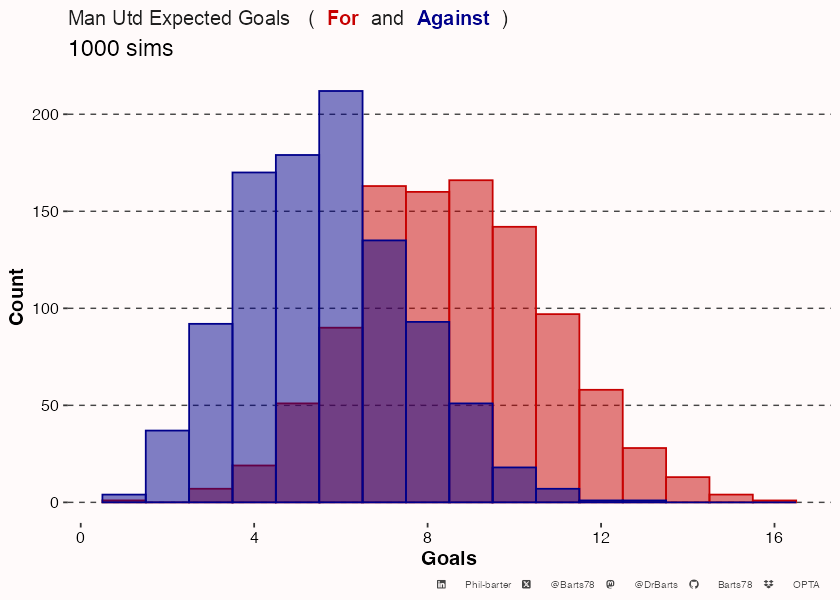 Man Utd Expected Goals ( For and Against )
1000 sims
200
150
100
50
0
Count
0 4 8 12 16
Goals
Phil-barter @Barts78 @DrBarts Barts78 OPTA